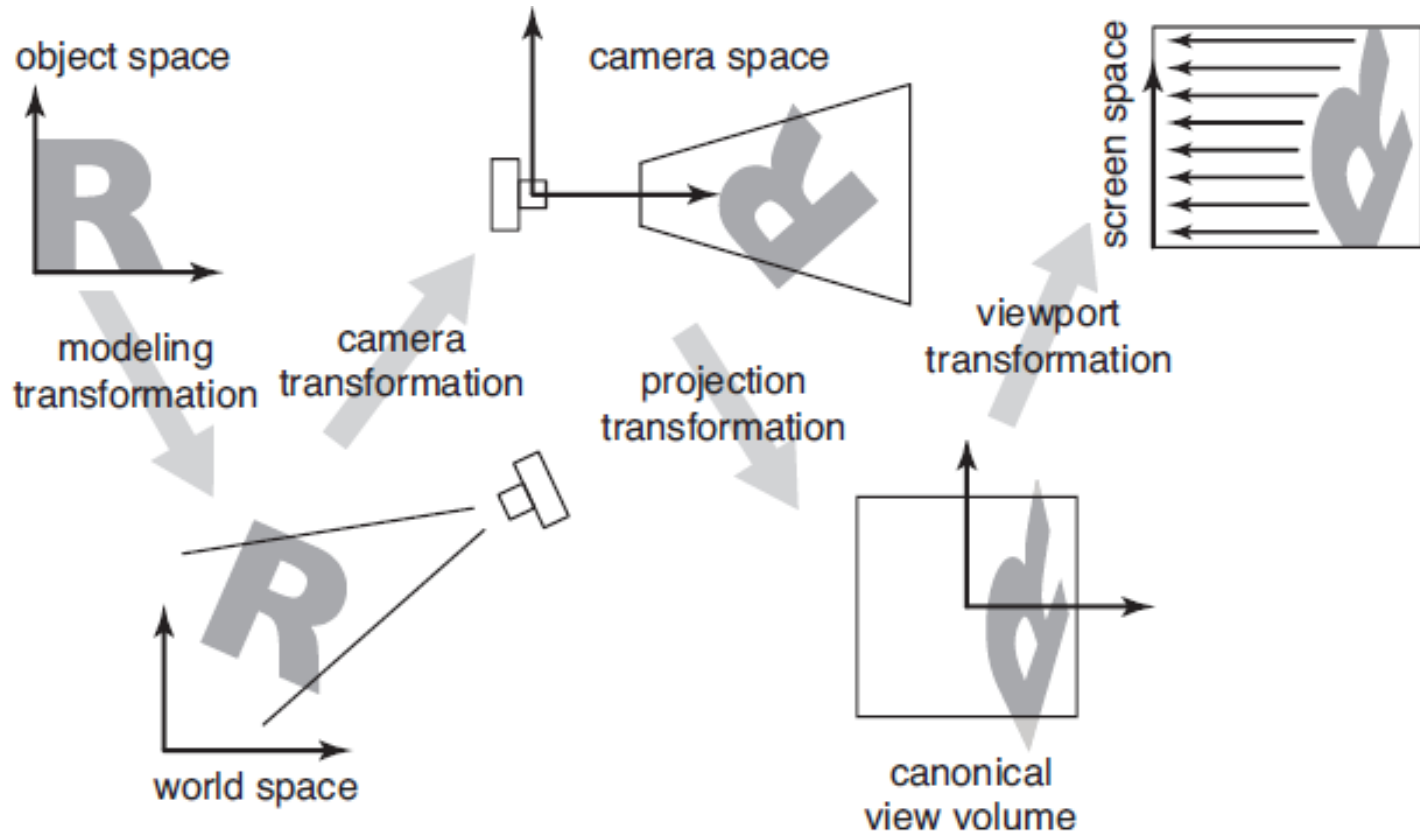 object space
camera space
screen space
modeling
transformation
camera
transformation
projection
transformation
viewport
transformation
world space
canonical
view volume